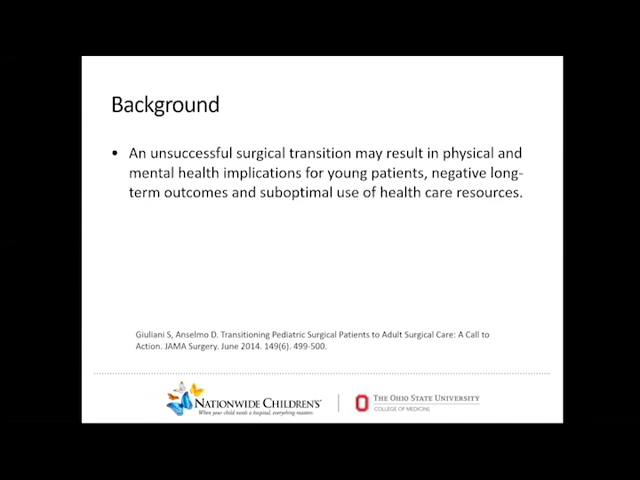 Background
• An unsuccessful surgical transition may result in physical and
mental health implications for young patients, negative long-
term outcomes and suboptimal use of health care resources.
Giuliani S, Anselmo D. Transitioning Pediatric Surgical Patients to Adult Surgical Care: A Call to
Action. JAMA Surgery. June 2014. 149(6). 499-500.
NATIONWIDE CHILDREN'S
When your child needs a hospital, everything matters.
THE OHIO STATE UNIVERSITY
COLLEGE OF MEDICINE